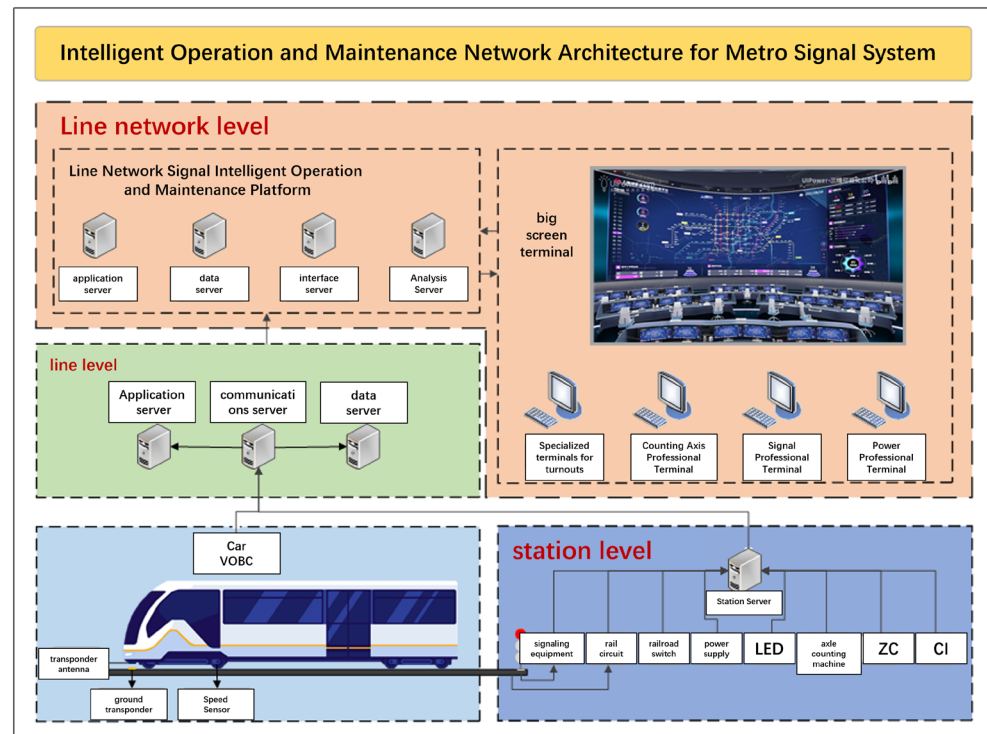 Intelligent Operation and Maintenance Network Architecture for Metro Signal System
Line network level
Line Network Signal Intelligent Operation
and Maintenance Platform
application
server
data
server
interface
server
Analysis
Server
big
screen
terminal
Specialized
terminals for
turnouts
Counting Axis
Professional
Terminal
Signal
Professional
Terminal
Power
Professional
Terminal
line level
Application
server
communicati
ons server
data
server
Car
VOBC
transponder
antenna
ground
transponder
Speed
Sensor
station level
Station Server
signaling
equipment
rail
circuit
railroad
switch
power
supply
LED
axle
counting
machine
ZC
CI